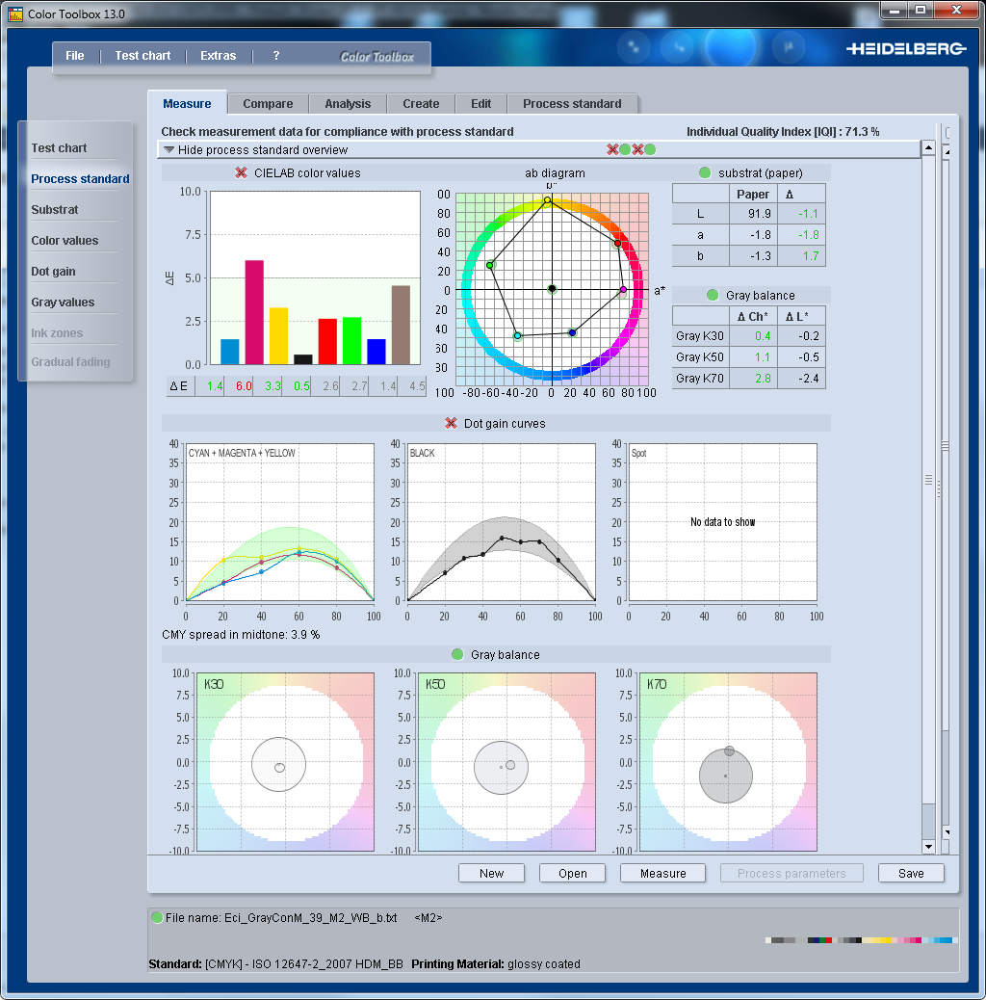 Color Toolbox 13.0
File Test chart Extras ? Color Toolbox
HEIDELBERG
Measure Compare Analysis Create Edit Process standard
Test chart
Process standard
Substrat
Color values
Dot gain
Gray values
Ink zones
Gradual fading
Check measurement data for compliance with process standard Individual Quality Index [IQI] : 71.3 %
Hide process standard overview
CIELAB color values
10.0
7.5
5.0
2.5
0.0
ΔE
Δ E 1.4 6.0 3.3 0.5 2.6 2.7 1.4 4.5
ab diagram
b*
00
80
60
40
20
0
20
40
60
80
100 -80 -60 -40 -20 0 20 40 60 80 100
a*
substrat (paper)
Paper Δ
L 91.9 -1.1
a -1.8 -1.8
b -1.3 1.7
Gray balance
Δ Ch* Δ L*
Gray K30 0.4 -0.2
Gray K50 1.1 -0.5
Gray K70 2.8 -2.4
Dot gain curves
CYAN + MAGENTA + YELLOW
40
35
30
25
20
15
10
5
0
0 20 40 60 80 100
BLACK
40
35
30
25
20
15
10
5
0
0 20 40 60 80 100
Spot
40
35
30
25
20
15
10
5
0
No data to show
0 20 40 60 80 100
CMY spread in midtone: 3.9 %
Gray balance
K30
10.0
7.5
5.0
2.5
0.0
-2.5
-5.0
-7.5
-10.0
K50
10.0
7.5
5.0
2.5
0.0
-2.5
-5.0
-7.5
-10.0
K70
10.0
7.5
5.0
2.5
0.0
-2.5
-5.0
-7.5
-10.0
New Open Measure Process parameters Save
File name: Eci_GrayConM_39_M2_WB_b.txt <M2>
Standard: [CMYK] - ISO 12647-2_2007 HDM_BB Printing Material: glossy coated